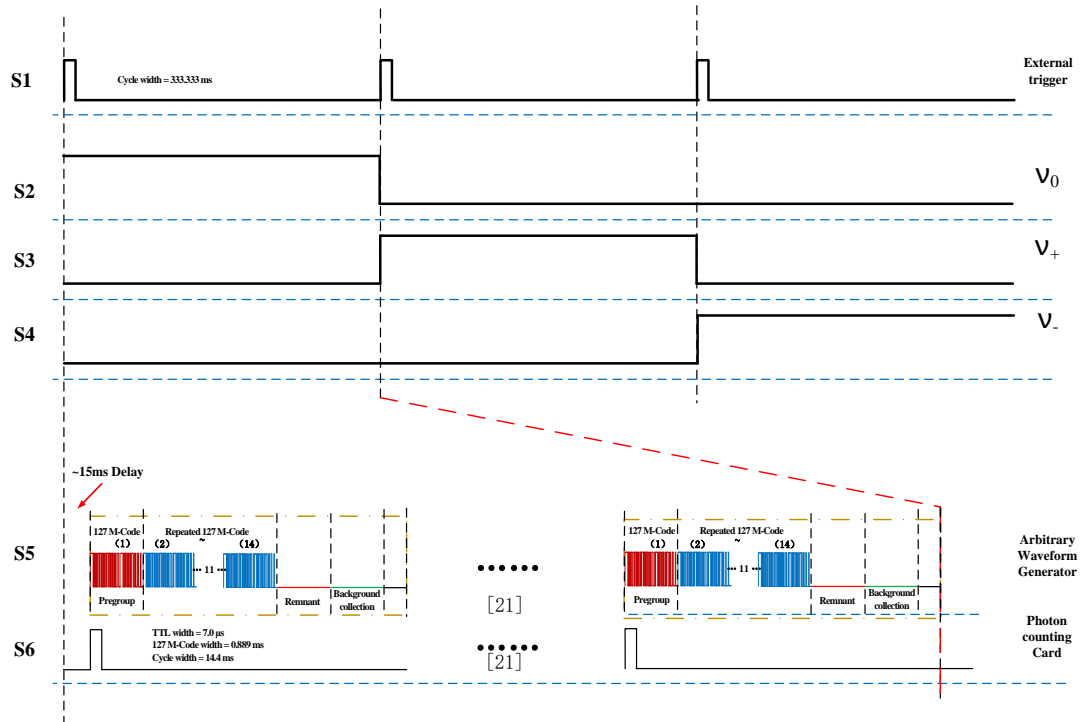 S1
Cycle width = 333.333 ms
External
trigger
S2
ν0
S3
ν+
S4
ν-
~15ms Delay
S5
127 M-Code
(1)
Repeated 127 M-Code
(2) ~ (14)
··· 11 ···
Pregroup
Remnant
Background
collection
······
[21]
127 M-Code
(1)
Repeated 127 M-Code
(2) ~ (14)
··· 11 ···
Pregroup
Remnant
Background
collection
Arbitrary
Waveform
Generator
S6
TTL width = 7.0 μs
127 M-Code width = 0.889 ms
Cycle width = 14.4 ms
······
[21]
Photon
counting
Card